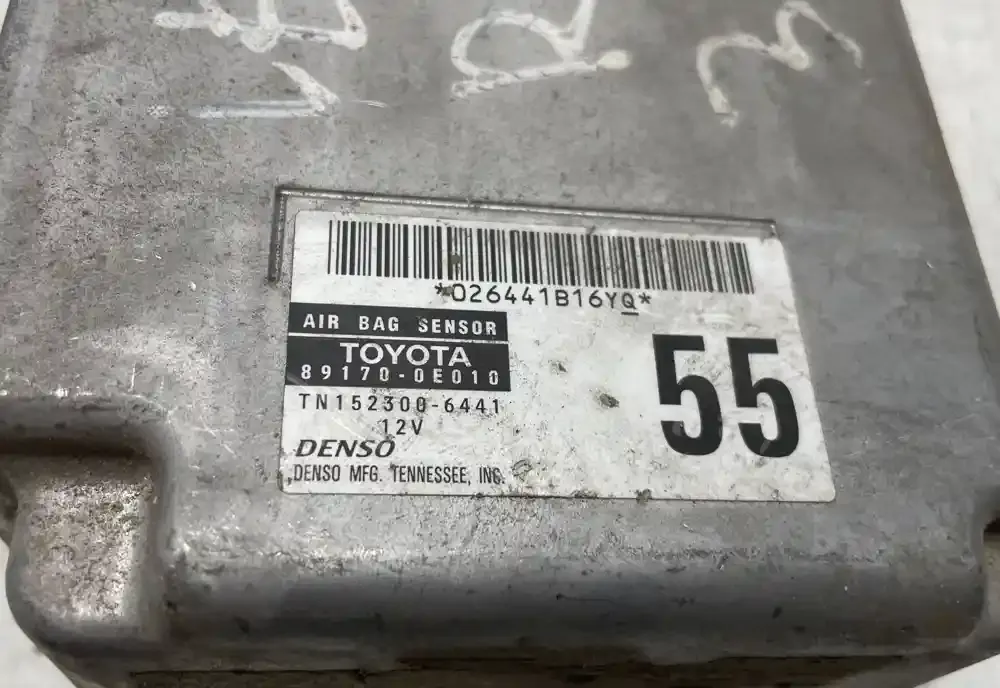 *026441B16YQ*
AIR BAG SENSOR
TOYOTA
89170-0E010
TN152300-6441
12V
DENSO
DENSO MFG. TENNESSEE, INC.
55